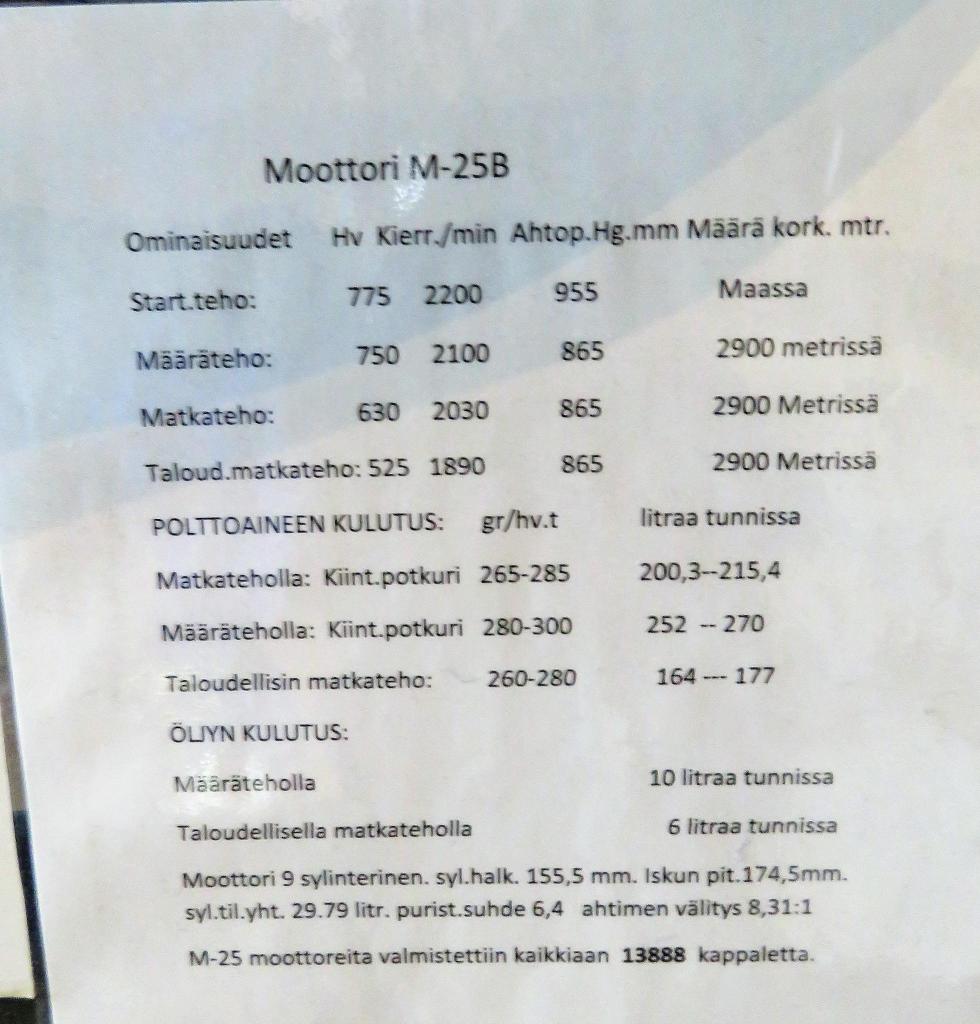 Moottori M-25B
Ominaisuudet Hv Kierr./min Ahtop.Hg.mm Määrä kork. mtr.
Start.teho: 775 2200 955 Maassa
Määräteho: 750 2100 865 2900 metrissä
Matkateho: 630 2030 865 2900 Metrissä
Taloud.matkateho: 525 1890 865 2900 Metrissä
POLTTOAINEEN KULUTUS: gr/hv.t litraa tunnissa
Matkateholla: Kiint.potkuri 265-285 200,3--215,4
Määräteholla: Kiint.potkuri 280-300 252 -- 270
Taloudellisin matkateho: 260-280 164 --- 177
ÖLJYN KULUTUS:
Määräteholla 10 litraa tunnissa
Taloudellisella matkateholla 6 litraa tunnissa
Moottori 9 sylinterinen. syl.halk. 155,5 mm. Iskun pit.174,5mm.
syl.til.yht. 29.79 litr. purist.suhde 6,4 ahtimen välitys 8,31:1
M-25 moottoreita valmistettiin kaikkiaan 13888 kappaletta.